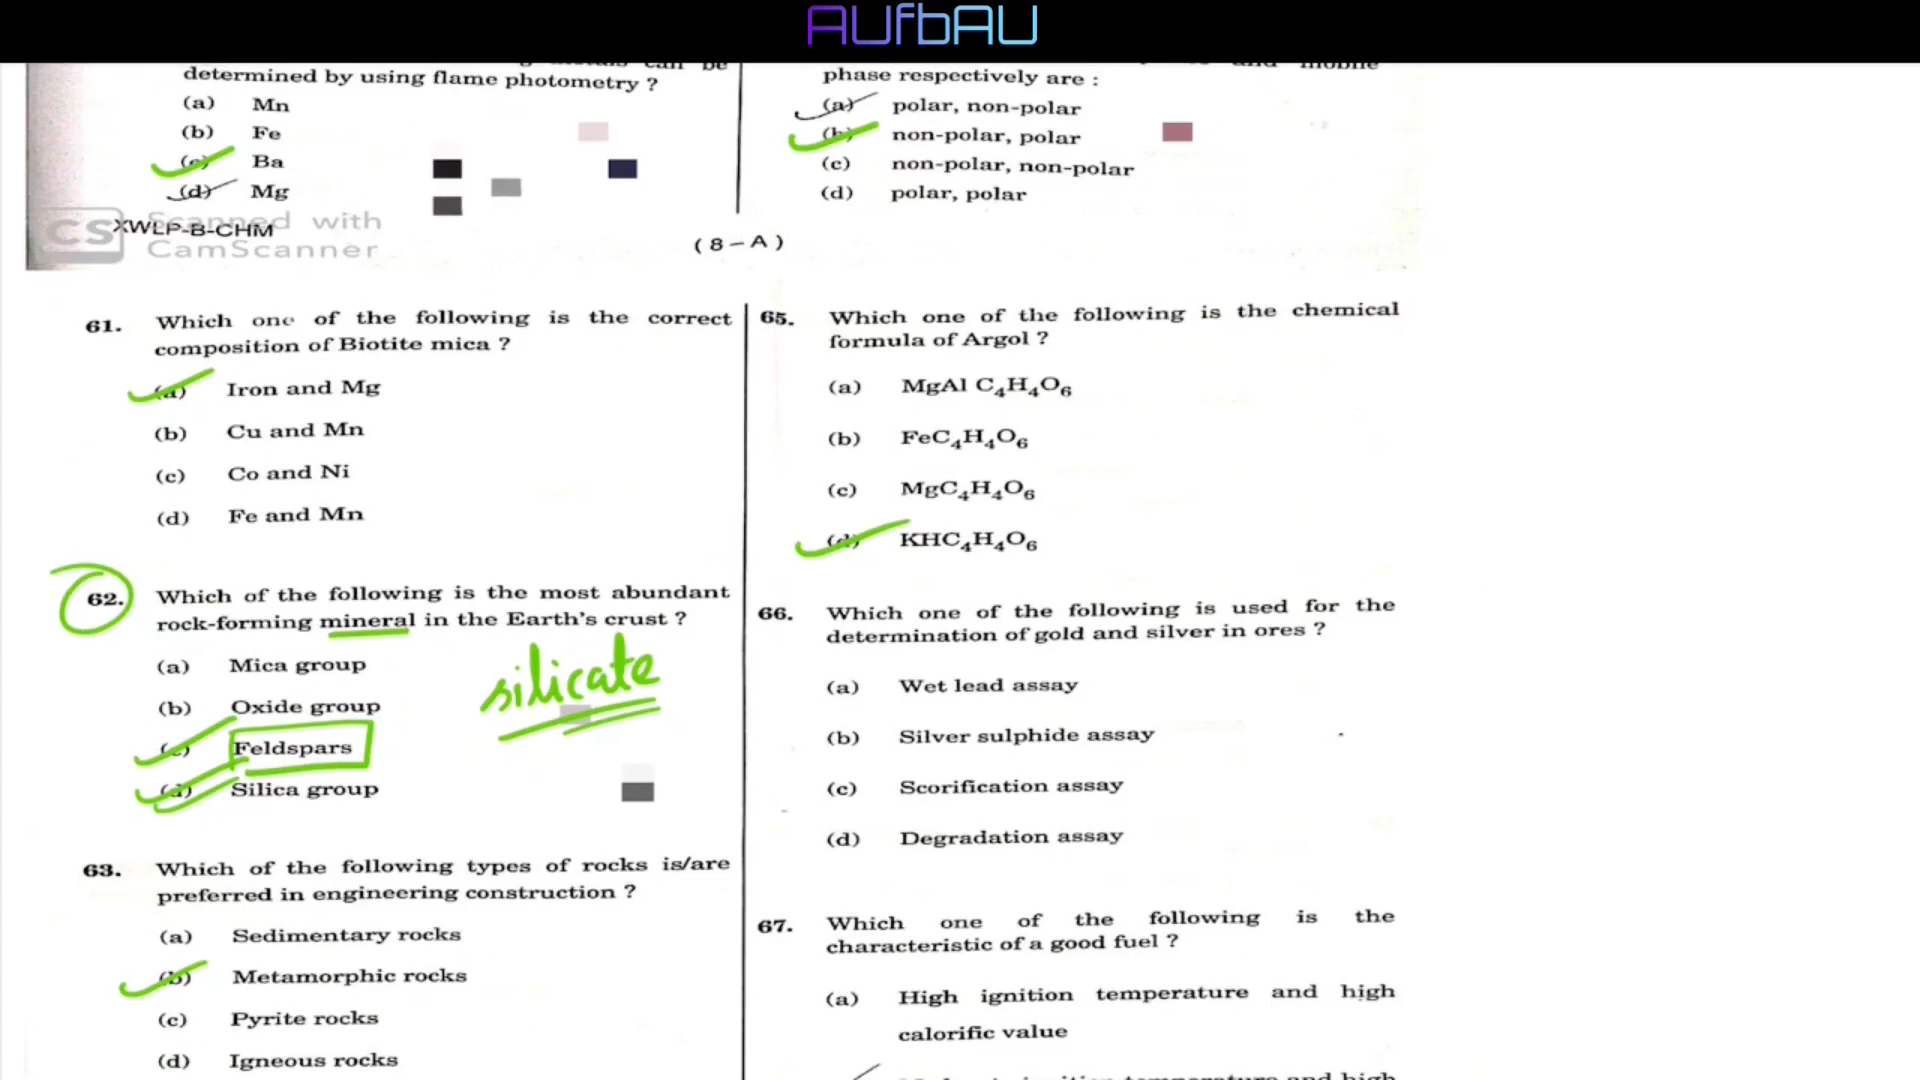 AUfbAU
can be
determined by using flame photometry ?
(a) Mn
(b) Fe
(c) Ba
(d) Mg
Scanned with
CS XWLP-B-CHM
CamScanner
mobile
phase respectively are :
(a) polar, non-polar
(b) non-polar, polar
(c) non-polar, non-polar
(d) polar, polar
( 8 – A )
61. Which one of the following is the correct
composition of Biotite mica ?
(a) Iron and Mg
(b) Cu and Mn
(c) Co and Ni
(d) Fe and Mn
62. Which of the following is the most abundant
rock-forming mineral in the Earth's crust ?
(a) Mica group
silicate
(b) Oxide group
(c) Feldspars
(d) Silica group
63. Which of the following types of rocks is/are
preferred in engineering construction ?
(a) Sedimentary rocks
(b) Metamorphic rocks
(c) Pyrite rocks
(d) Igneous rocks
65. Which one of the following is the chemical
formula of Argol ?
(a) MgAl C₄H₄O₆
(b) FeC₄H₄O₆
(c) MgC₄H₄O₆
(d) KHC₄H₄O₆
66. Which one of the following is used for the
determination of gold and silver in ores ?
(a) Wet lead assay
(b) Silver sulphide assay
(c) Scorification assay
(d) Degradation assay
67. Which one of the following is the
characteristic of a good fuel ?
(a) High ignition temperature and high
calorific value
ignition temperature and high